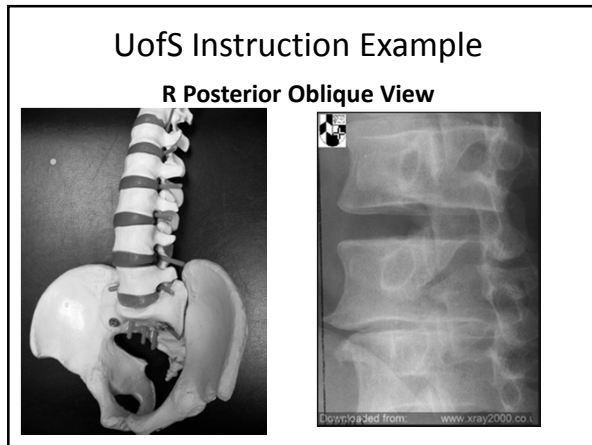 UofS Instruction Example
R Posterior Oblique View
Downloaded from: www.xray2000.co.u